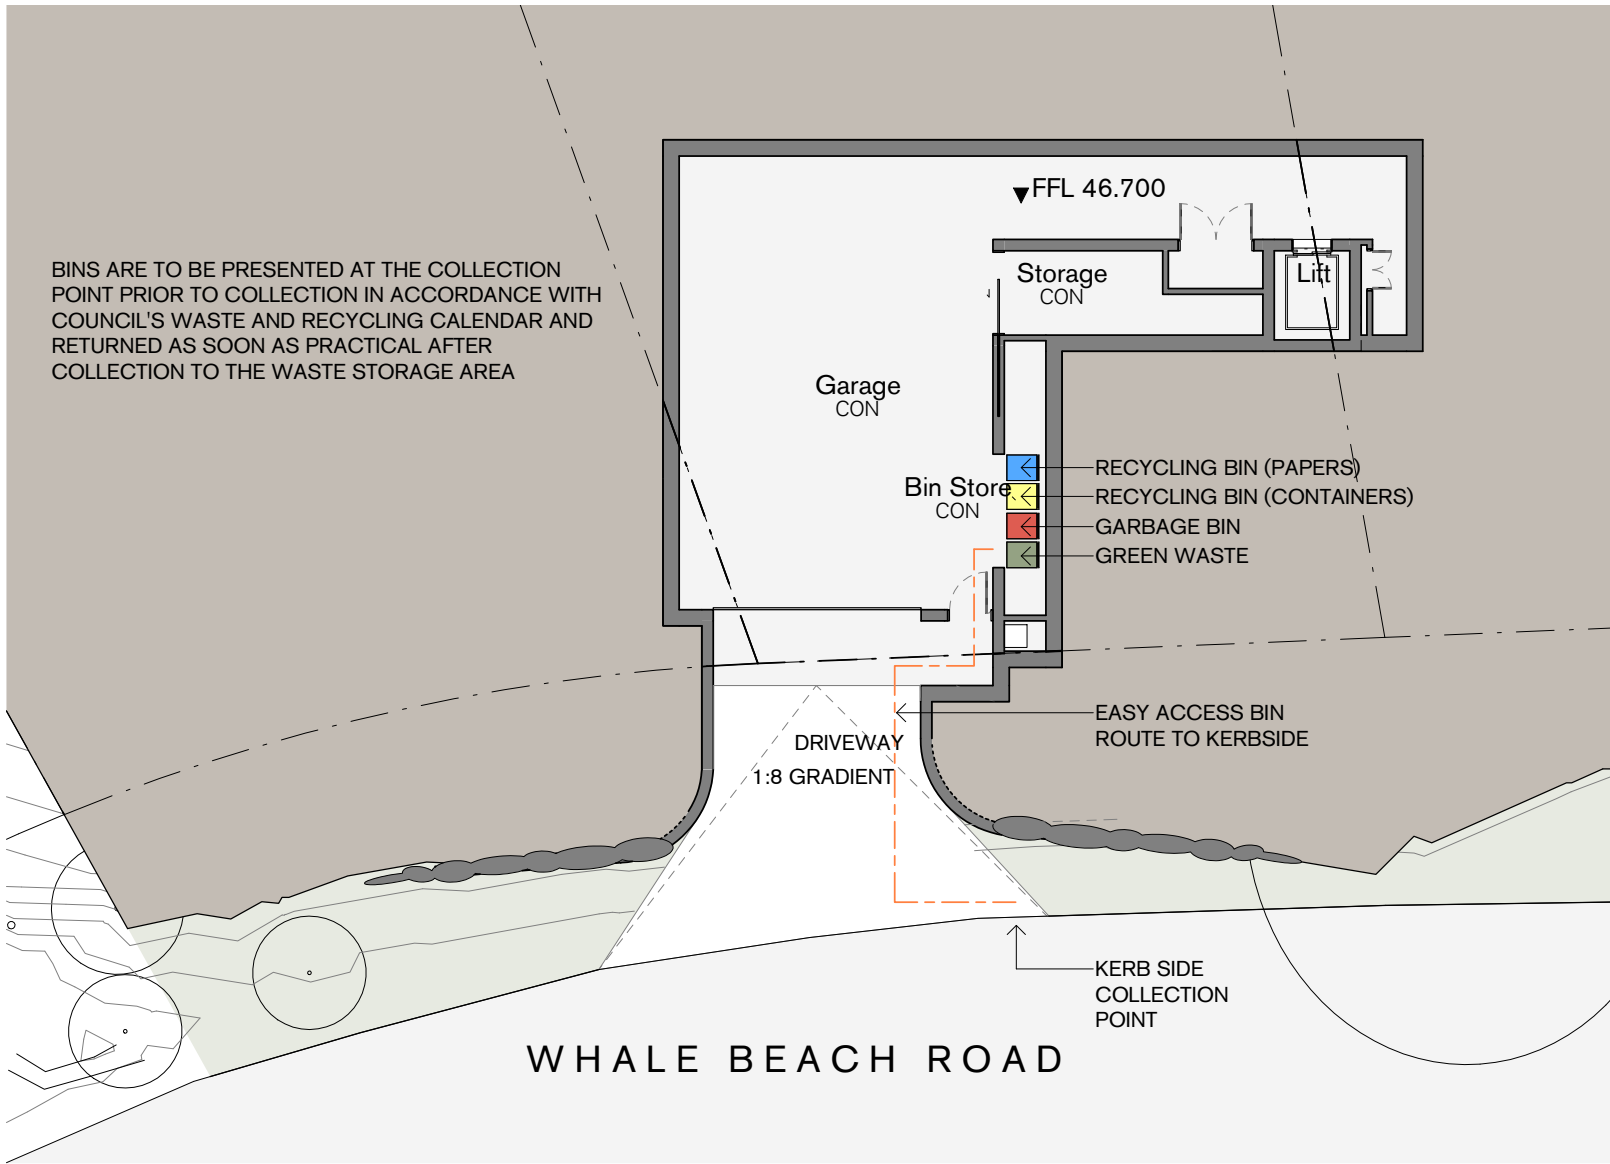 FFL 46.700
BINS ARE TO BE PRESENTED AT THE COLLECTION
POINT PRIOR TO COLLECTION IN ACCORDANCE WITH
COUNCIL'S WASTE AND RECYCLING CALENDAR AND
RETURNED AS SOON AS PRACTICAL AFTER
COLLECTION TO THE WASTE STORAGE AREA
Storage
CON
Lift
Garage
CON
Bin Store
CON
RECYCLING BIN (PAPERS)
RECYCLING BIN (CONTAINERS)
GARBAGE BIN
GREEN WASTE
EASY ACCESS BIN
ROUTE TO KERBSIDE
DRIVEWAY
1:8 GRADIENT
KERB SIDE
COLLECTION
POINT
WHALE BEACH ROAD